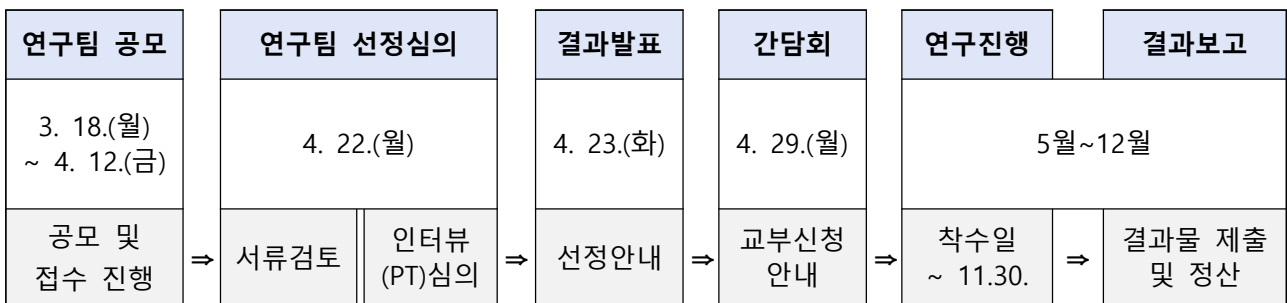 연구팀 공모
연구팀 선정심의
결과발표
간담회
연구진행
결과보고
3. 18.(월)
~ 4. 12.(금)
4. 22.(월)
4. 23.(화)
4. 29.(월)
5월~12월
공모 및
접수 진행
⇒
서류검토
인터뷰
(PT)심의
⇒
선정안내
⇒
교부신청
안내
⇒
착수일
~ 11.30.
⇒
결과물 제출
및 정산